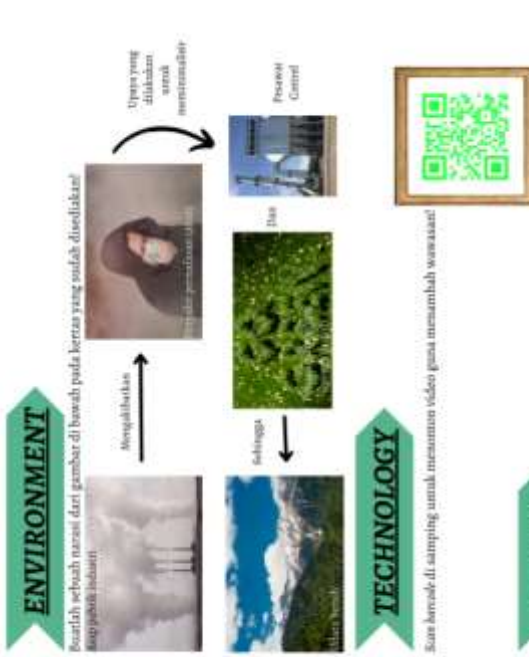 ENVIRONMENT
Buatlah sebuah narasi dari gambar di bawah pada kertas yang sudah disediakan!
Asap pabrik industri
Mengakibatkan
Upaya yang
dilakukan
untuk
meminimalisir
Pesawat
Cottrel
Dan
Sehingga
TECHNOLOGY
Scan barcode di samping untuk menonton video guna menambah wawasan!